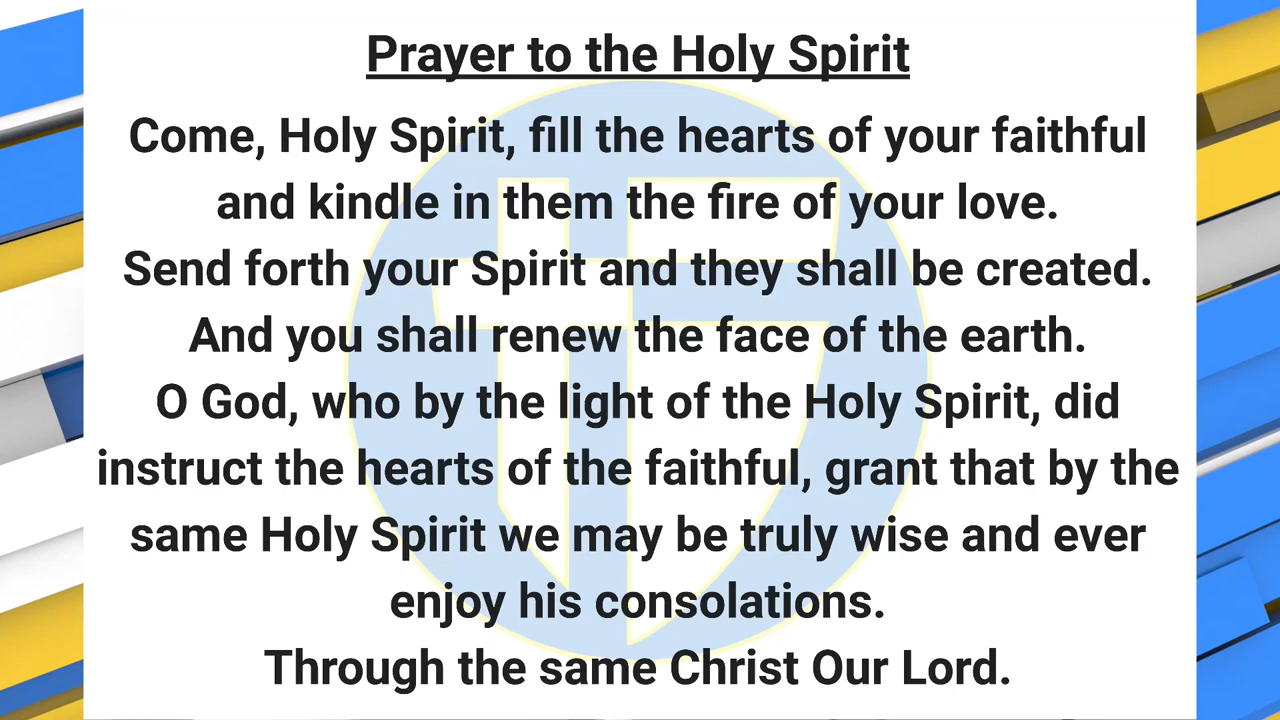 Prayer to the Holy Spirit
Come, Holy Spirit, fill the hearts of your faithful
and kindle in them the fire of your love.
Send forth your Spirit and they shall be created.
And you shall renew the face of the earth.
O God, who by the light of the Holy Spirit, did
instruct the hearts of the faithful, grant that by the
same Holy Spirit we may be truly wise and ever
enjoy his consolations.
Through the same Christ Our Lord.